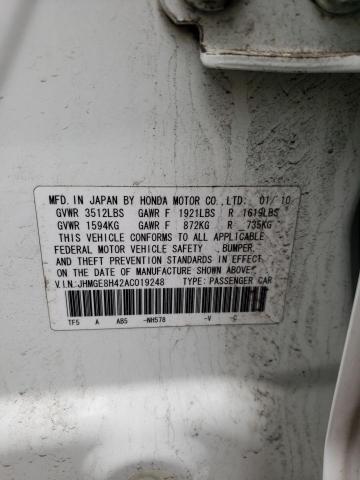 MFD. IN JAPAN BY HONDA MOTOR CO., LTD. 01/10
GVWR 3512LBS GAWR F 1921LBS R 1619LBS
GVWR 1594KG GAWR F 872KG R 735KG
THIS VEHICLE CONFORMS TO ALL APPLICABLE
FEDERAL MOTOR VEHICLE SAFETY, BUMPER,
AND THEFT PREVENTION STANDARDS IN EFFECT
ON THE DATE OF MANUFACTURE SHOWN ABOVE.
V.I.N.:JHMGE8H42AC019248 TYPE: PASSENGER CAR
TF5 A AB5 -NH578 -V -C